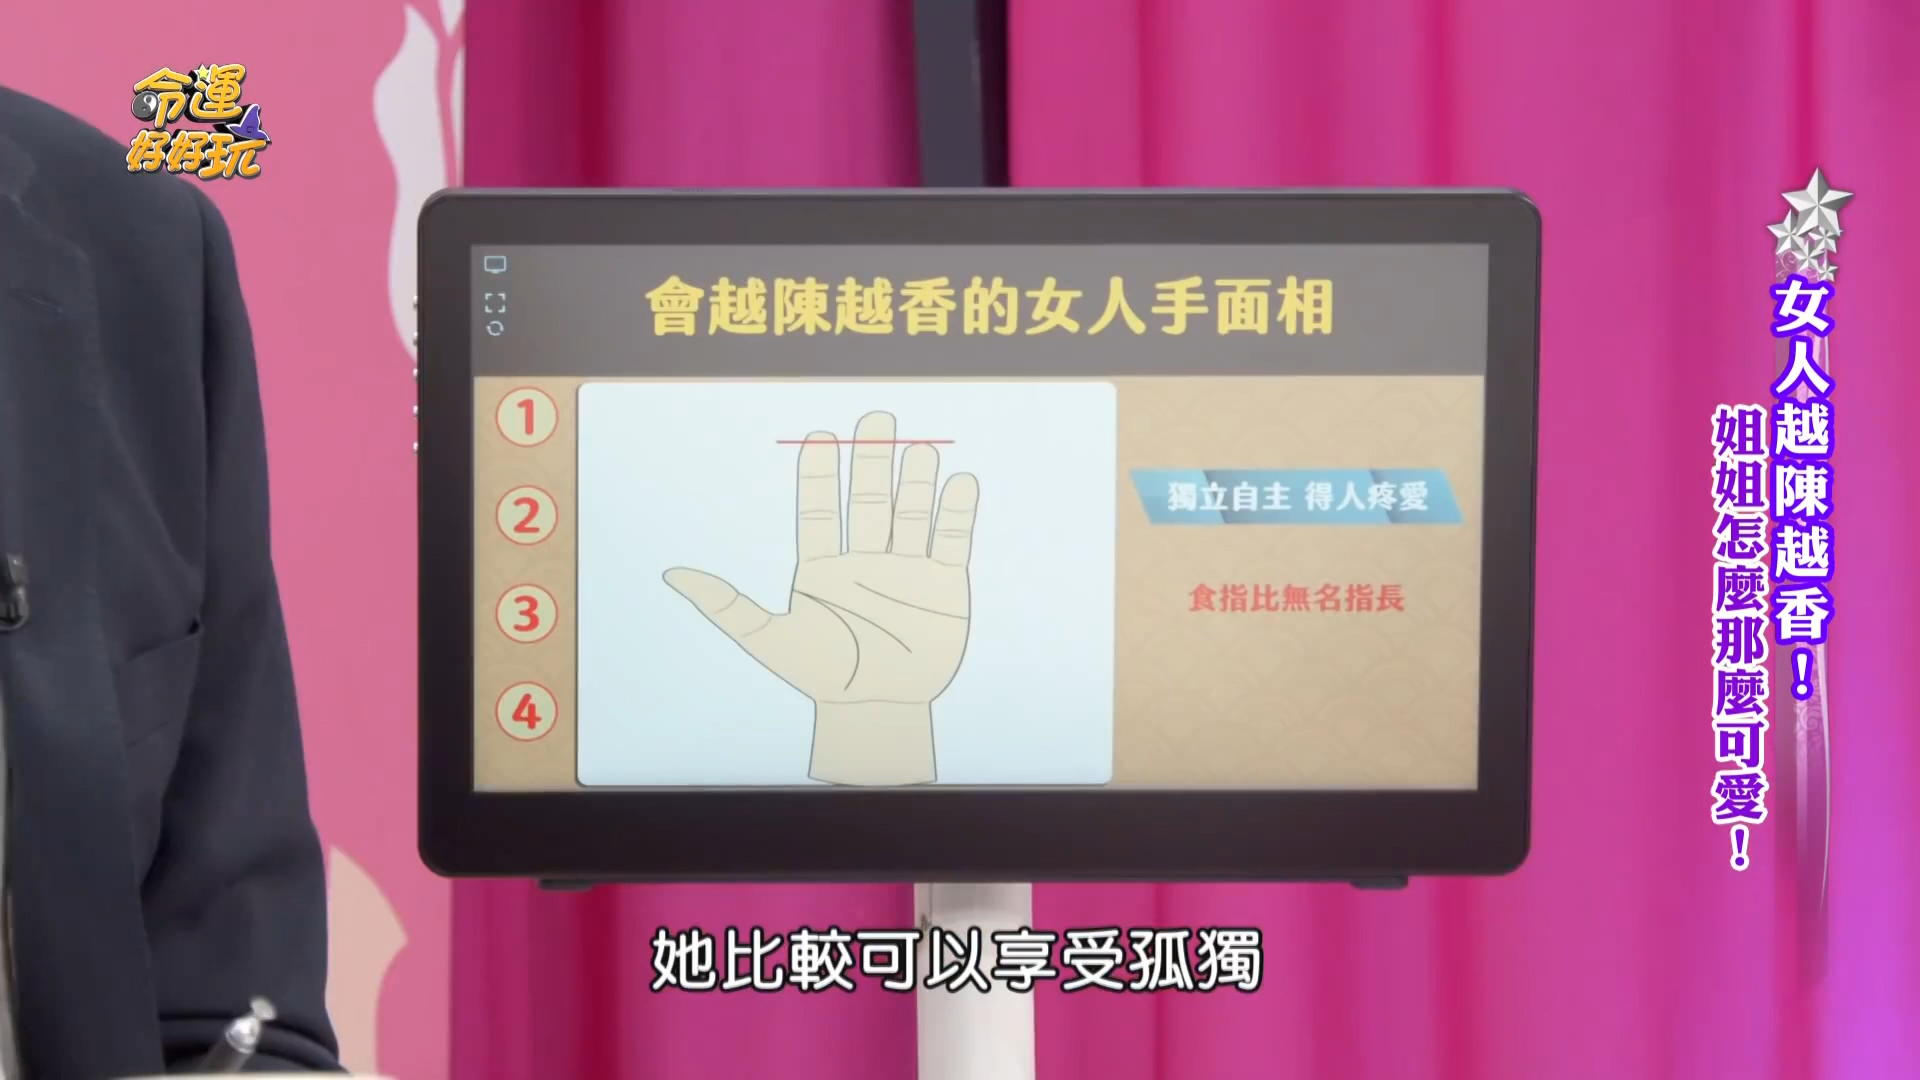 命運
好好玩
會越陳越香的女人手面相
1
2
3
4
獨立自主 得人疼愛
食指比無名指長
女人越陳越香!
姐姐怎麼那麼可愛!
她比較可以享受孤獨